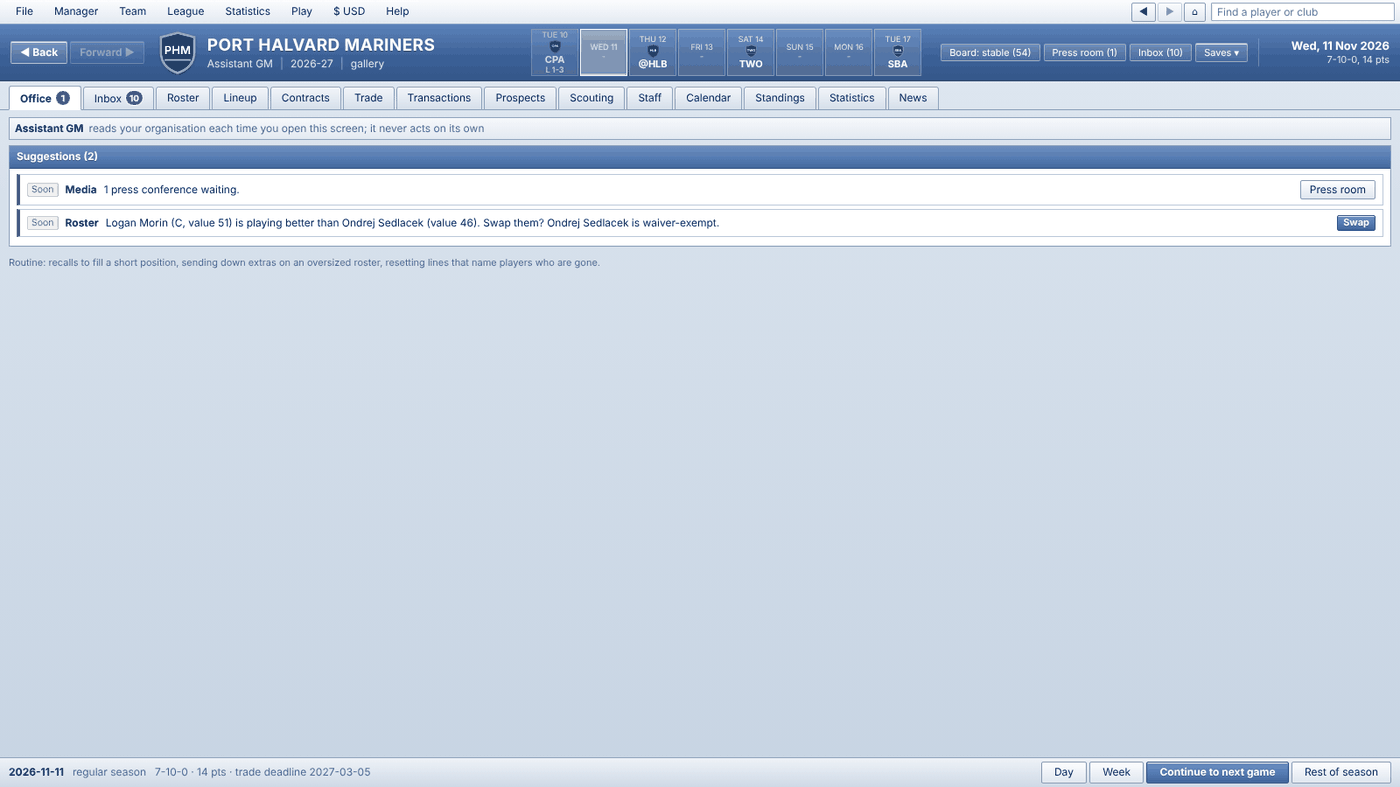 File Manager Team League Statistics Play $ USD Help
◀ ▶ ⌂ Find a player or club
◀ Back Forward ▶
PHM
PORT HALVARD MARINERS
Assistant GM | 2026-27 | gallery
TUE 10
CPA
L 1-3
WED 11
-
THU 12
@HLB
FRI 13
-
SAT 14
TWO
SUN 15
-
MON 16
-
TUE 17
SBA
Board: stable (54) Press room (1) Inbox (10) Saves ▾
Wed, 11 Nov 2026
7-10-0, 14 pts
Office 1 Inbox 10 Roster Lineup Contracts Trade Transactions Prospects Scouting Staff Calendar Standings Statistics News
Assistant GM reads your organisation each time you open this screen; it never acts on its own
Suggestions (2)
Soon Media 1 press conference waiting. Press room
Soon Roster Logan Morin (C, value 51) is playing better than Ondrej Sedlacek (value 46). Swap them? Ondrej Sedlacek is waiver-exempt. Swap
Routine: recalls to fill a short position, sending down extras on an oversized roster, resetting lines that name players who are gone.
2026-11-11 regular season 7-10-0 · 14 pts · trade deadline 2027-03-05
Day Week Continue to next game Rest of season